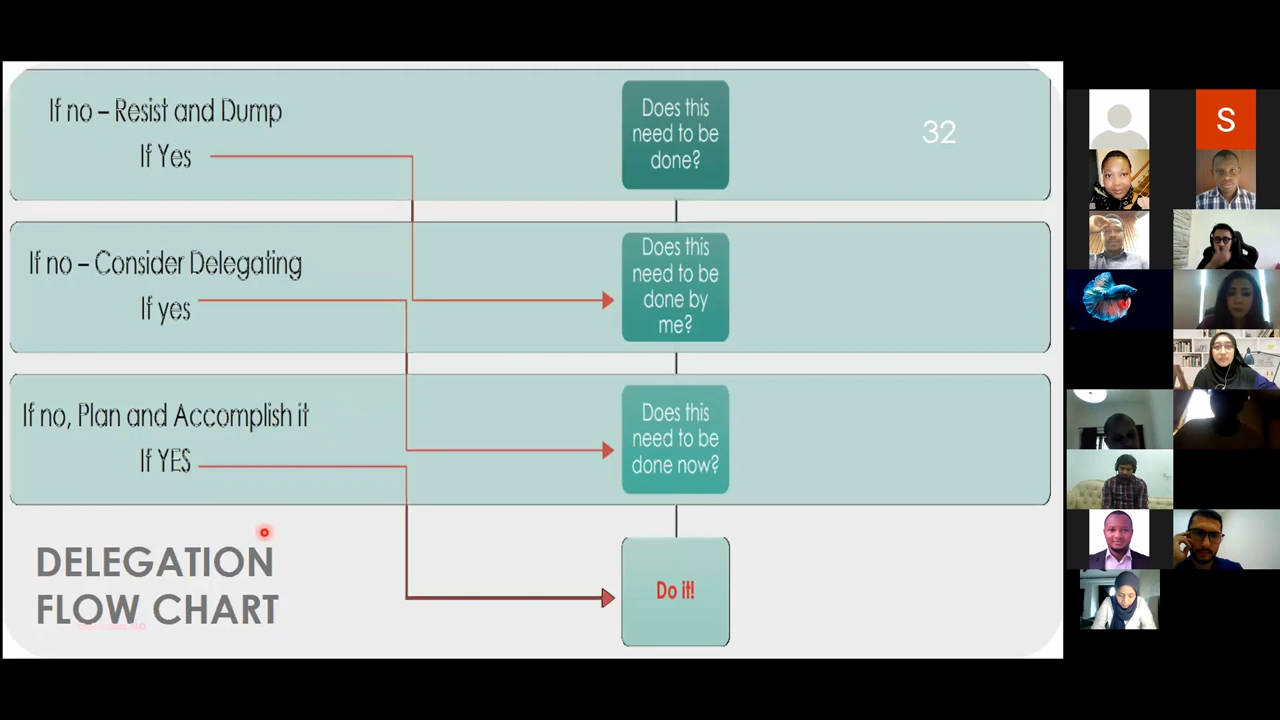 If no – Resist and Dump
If Yes
Does this
need to be
done?
32
If no – Consider Delegating
If yes
Does this
need to be
done by
me?
If no, Plan and Accomplish it
If YES
Does this
need to be
done now?
DELEGATION
FLOW CHART
Do it!
S